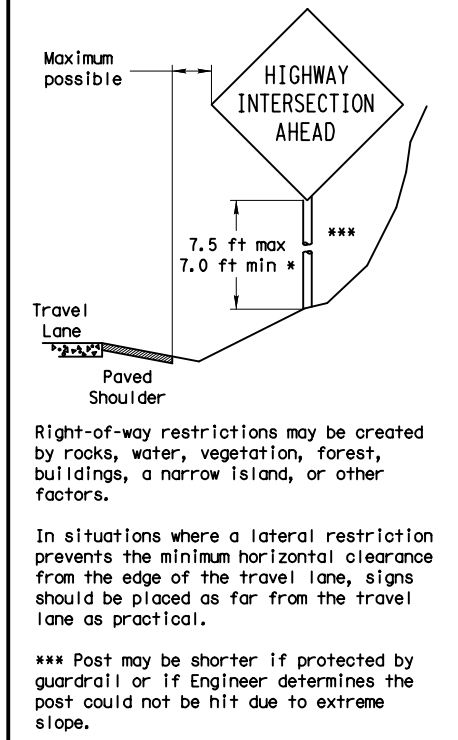 Maximum
possible
HIGHWAY
INTERSECTION
AHEAD
***
7.5 ft max
7.0 ft min *
Travel
Lane
Paved
Shoulder
Right-of-way restrictions may be created
by rocks, water, vegetation, forest,
buildings, a narrow island, or other
factors.
In situations where a lateral restriction
prevents the minimum horizontal clearance
from the edge of the travel lane, signs
should be placed as far from the travel
lane as practical.
*** Post may be shorter if protected by
guardrail or if Engineer determines the
post could not be hit due to extreme
slope.